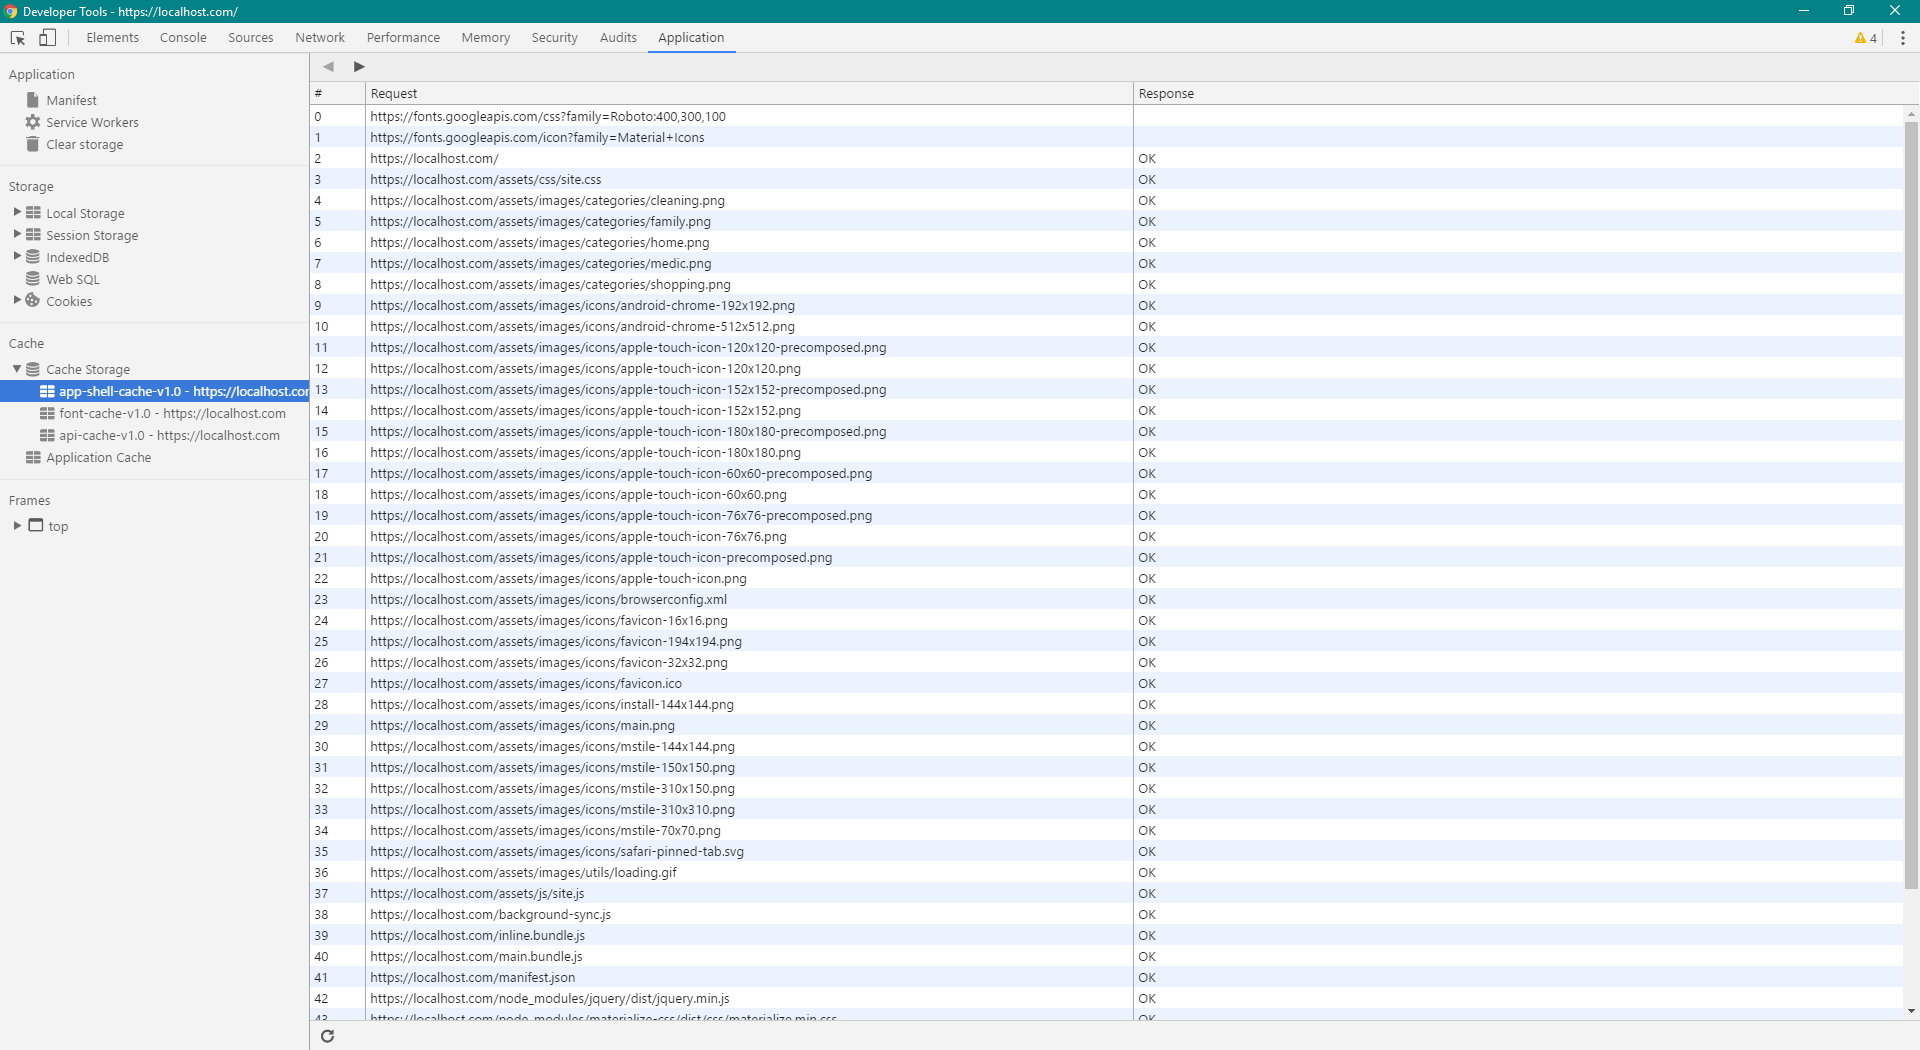 Developer Tools - https://localhost.com/
Elements Console Sources Network Performance Memory Security Audits Application 4
Application
Manifest
Service Workers
Clear storage
Storage
Local Storage
Session Storage
IndexedDB
Web SQL
Cookies
Cache
Cache Storage
app-shell-cache-v1.0 - https://localhost.com
font-cache-v1.0 - https://localhost.com
api-cache-v1.0 - https://localhost.com
Application Cache
Frames
top
# Request Response
0 https://fonts.googleapis.com/css?family=Roboto:400,300,100
1 https://fonts.googleapis.com/icon?family=Material+Icons
2 https://localhost.com/ OK
3 https://localhost.com/assets/css/site.css OK
4 https://localhost.com/assets/images/categories/cleaning.png OK
5 https://localhost.com/assets/images/categories/family.png OK
6 https://localhost.com/assets/images/categories/home.png OK
7 https://localhost.com/assets/images/categories/medic.png OK
8 https://localhost.com/assets/images/categories/shopping.png OK
9 https://localhost.com/assets/images/icons/android-chrome-192x192.png OK
10 https://localhost.com/assets/images/icons/android-chrome-512x512.png OK
11 https://localhost.com/assets/images/icons/apple-touch-icon-120x120-precomposed.png OK
12 https://localhost.com/assets/images/icons/apple-touch-icon-120x120.png OK
13 https://localhost.com/assets/images/icons/apple-touch-icon-152x152-precomposed.png OK
14 https://localhost.com/assets/images/icons/apple-touch-icon-152x152.png OK
15 https://localhost.com/assets/images/icons/apple-touch-icon-180x180-precomposed.png OK
16 https://localhost.com/assets/images/icons/apple-touch-icon-180x180.png OK
17 https://localhost.com/assets/images/icons/apple-touch-icon-60x60-precomposed.png OK
18 https://localhost.com/assets/images/icons/apple-touch-icon-60x60.png OK
19 https://localhost.com/assets/images/icons/apple-touch-icon-76x76-precomposed.png OK
20 https://localhost.com/assets/images/icons/apple-touch-icon-76x76.png OK
21 https://localhost.com/assets/images/icons/apple-touch-icon-precomposed.png OK
22 https://localhost.com/assets/images/icons/apple-touch-icon.png OK
23 https://localhost.com/assets/images/icons/browserconfig.xml OK
24 https://localhost.com/assets/images/icons/favicon-16x16.png OK
25 https://localhost.com/assets/images/icons/favicon-194x194.png OK
26 https://localhost.com/assets/images/icons/favicon-32x32.png OK
27 https://localhost.com/assets/images/icons/favicon.ico OK
28 https://localhost.com/assets/images/icons/install-144x144.png OK
29 https://localhost.com/assets/images/icons/main.png OK
30 https://localhost.com/assets/images/icons/mstile-144x144.png OK
31 https://localhost.com/assets/images/icons/mstile-150x150.png OK
32 https://localhost.com/assets/images/icons/mstile-310x150.png OK
33 https://localhost.com/assets/images/icons/mstile-310x310.png OK
34 https://localhost.com/assets/images/icons/mstile-70x70.png OK
35 https://localhost.com/assets/images/icons/safari-pinned-tab.svg OK
36 https://localhost.com/assets/images/utils/loading.gif OK
37 https://localhost.com/assets/js/site.js OK
38 https://localhost.com/background-sync.js OK
39 https://localhost.com/inline.bundle.js OK
40 https://localhost.com/main.bundle.js OK
41 https://localhost.com/manifest.json OK
42 https://localhost.com/node_modules/jquery/dist/jquery.min.js OK
43 https://localhost.com/node_modules/materialize-css/dist/css/materialize.min.css OK